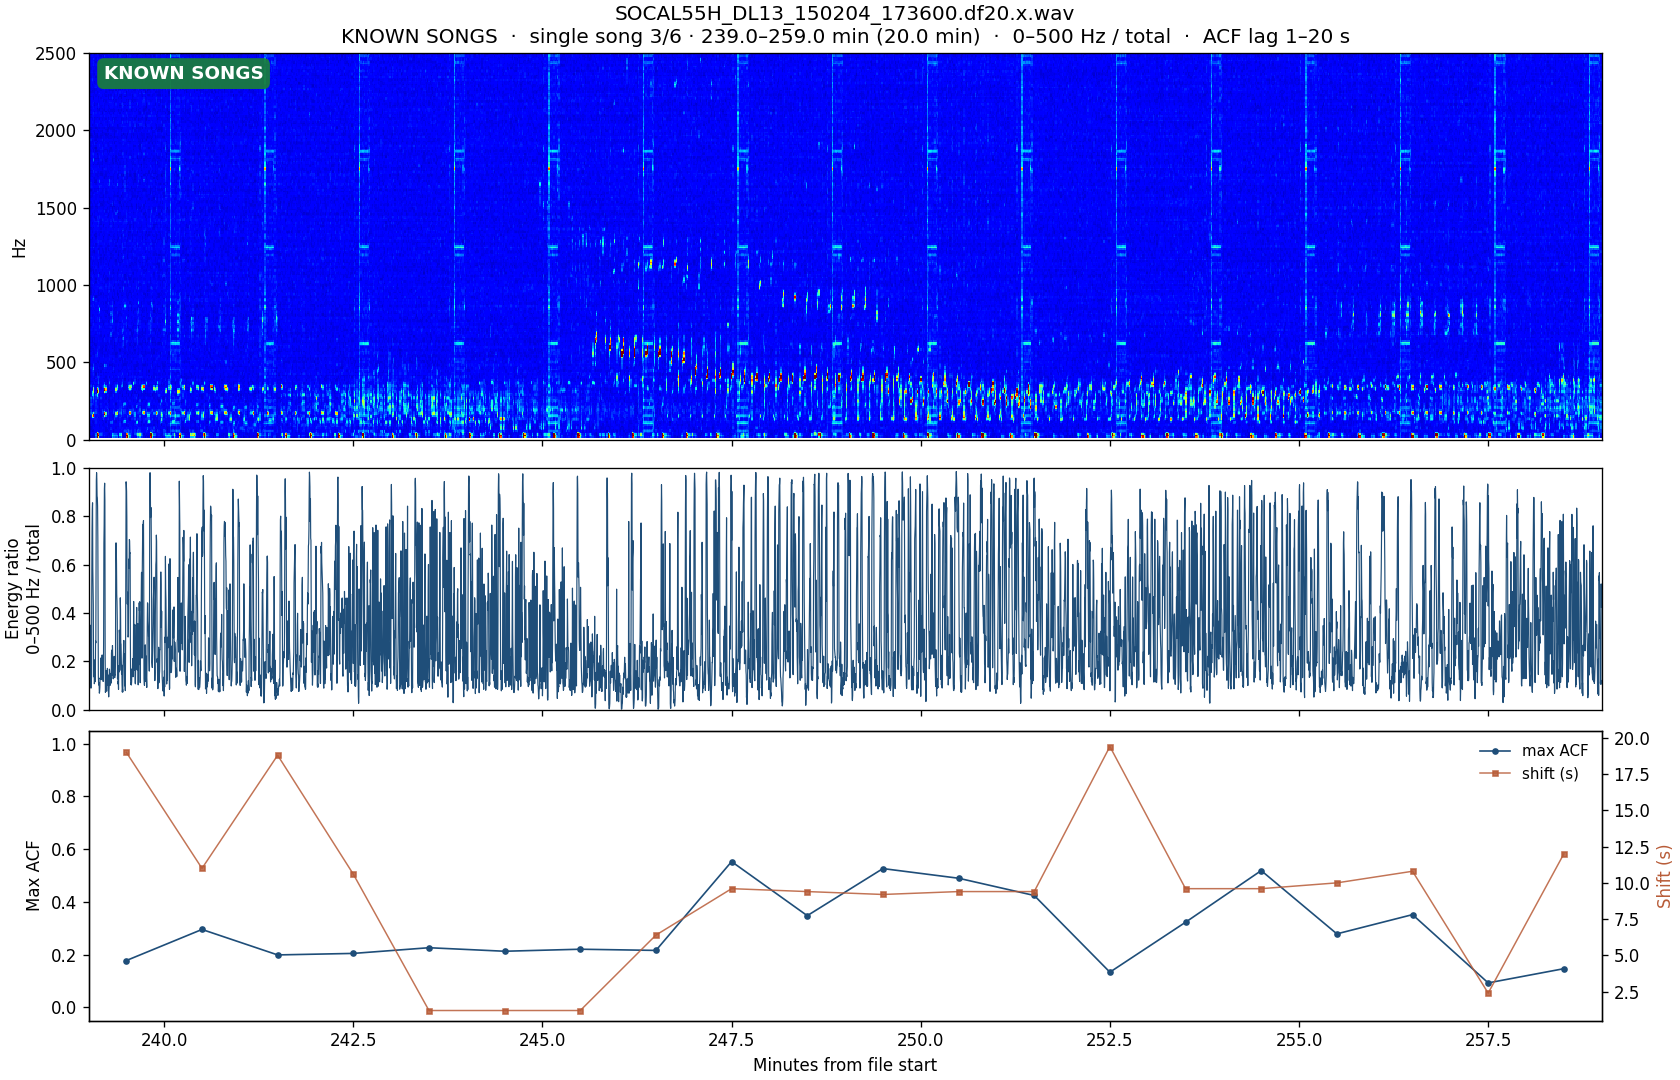 SOCAL55H_DL13_150204_173600.df20.x.wav
KNOWN SONGS · single song 3/6 · 239.0–259.0 min (20.0 min) · 0–500 Hz / total · ACF lag 1–20 s
KNOWN SONGS
2500
2000
1500
1000
500
0
Hz
1.0
0.8
0.6
0.4
0.2
0.0
Energy ratio
0–500 Hz / total
1.0
0.8
0.6
0.4
0.2
0.0
Max ACF
max ACF
shift (s)
20.0
17.5
15.0
12.5
10.0
7.5
5.0
2.5
Shift (s)
240.0 242.5 245.0 247.5 250.0 252.5 255.0 257.5
Minutes from file start